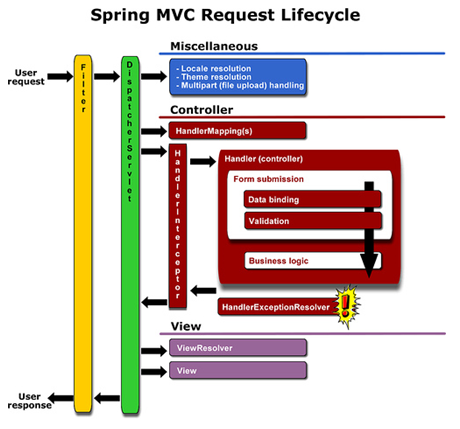 Spring MVC Request Lifecycle
Miscellaneous
User
request
Filter
DispatcherServlet
- Locale resolution
- Theme resolution
- Multipart (file upload) handling
Controller
HandlerMapping(s)
HandlerInterceptor
Handler (controller)
Form submission
Data binding
Validation
Business logic
HandlerExceptionResolver
!
View
ViewResolver
View
User
response